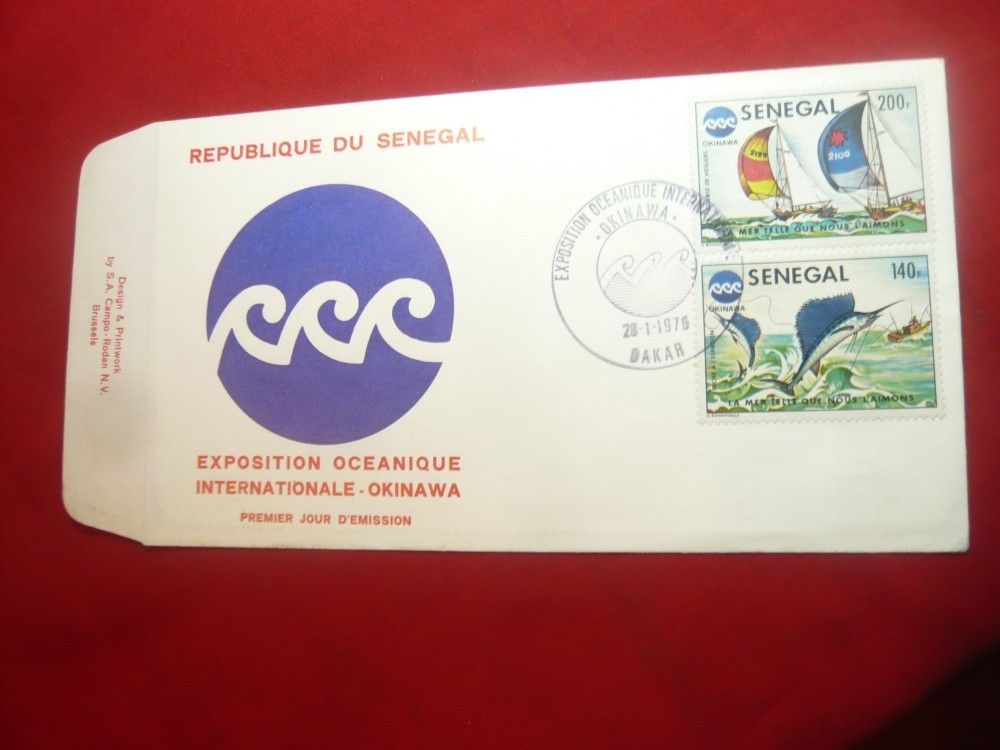 REPUBLIQUE DU SENEGAL
EXPOSITION OCEANIQUE
INTERNATIONALE - OKINAWA
PREMIER JOUR D'EMISSION
Design & Printwork
by S.A. Campo - Rodan N.V.
Brussels
EXPOSITION OCEANIQUE INTERNATIONALE
• OKINAWA •
28-1-1976
DAKAR
SENEGAL 200F
OKINAWA
2106
LA MER TELLE QUE NOUS L'AIMONS
SENEGAL 140F
OKINAWA
LA MER TELLE QUE NOUS L'AIMONS